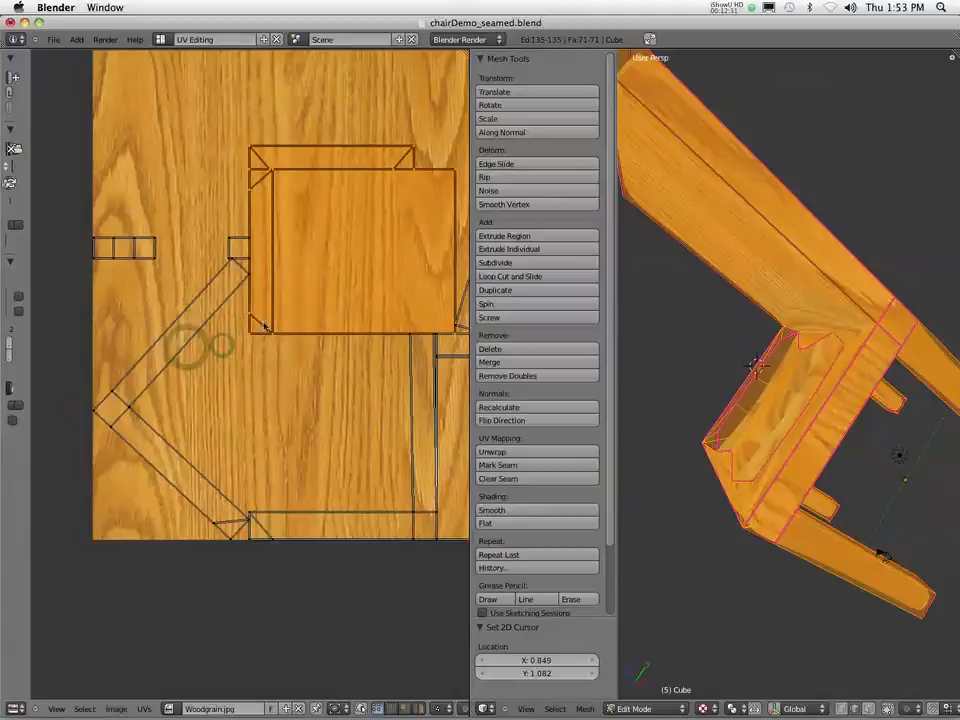 Blender Window
iShowU HD
00:12:31
Thu 1:53 PM
chairDemo_seamed.blend
File Add Render Help UV Editing Scene Blender Render Ed:135-135 | Fa:71-71 | Cube
Mesh Tools
User Persp
Transform:
Translate
Rotate
Scale
Along Normal
Deform:
Edge Slide
Rip
Noise
Smooth Vertex
Add:
Extrude Region
Extrude Individual
Subdivide
Loop Cut and Slide
Duplicate
Spin
Screw
Remove:
Delete
Merge
Remove Doubles
Normals:
Recalculate
Flip Direction
UV Mapping:
Unwrap
Mark Seam
Clear Seam
Shading:
Smooth
Flat
Repeat:
Repeat Last
History...
Grease Pencil:
Draw Line Erase
Use Sketching Sessions
Set 2D Cursor
Location
X: 0.849
Y: 1.082
(5) Cube
View Select Image UVs Woodgrain.jpg F View Select Mesh Edit Mode Global